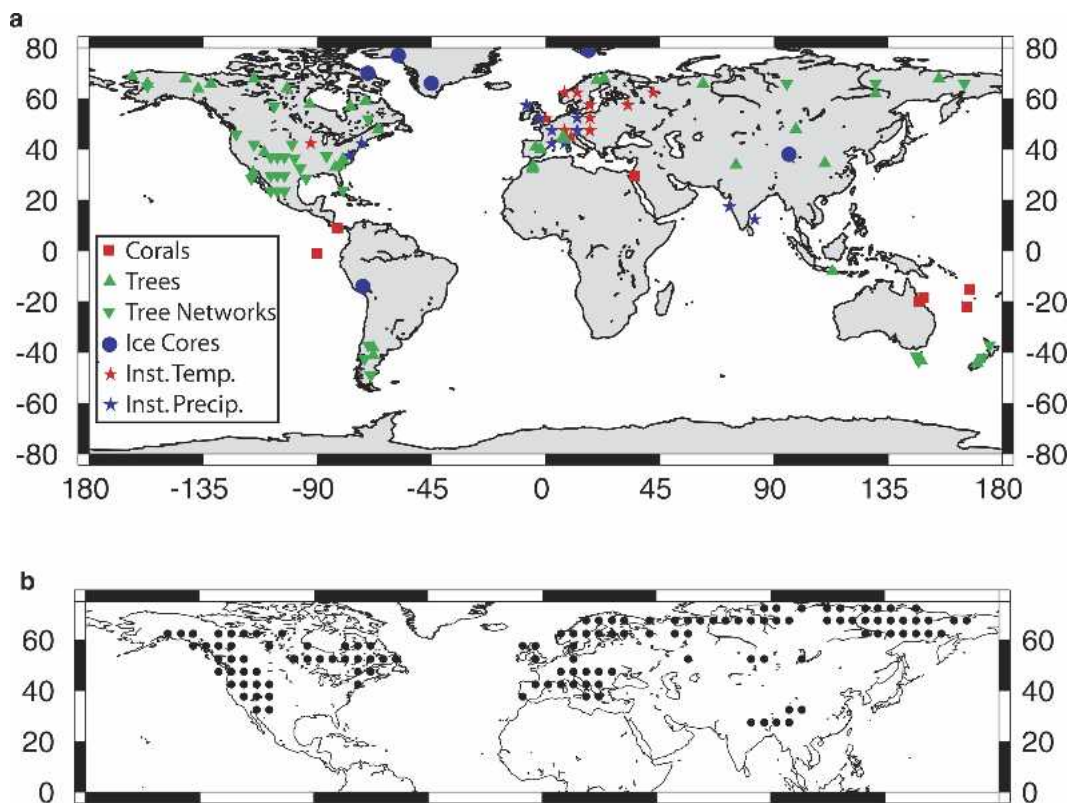 a
80 80
60 60
40 40
20 20
0 0
-20 -20
-40 -40
-60 -60
-80 -80
Corals
Trees
Tree Networks
Ice Cores
Inst. Temp.
Inst. Precip.
180 -135 -90 -45 0 45 90 135 180
b
60 60
40 40
20 20
0 0